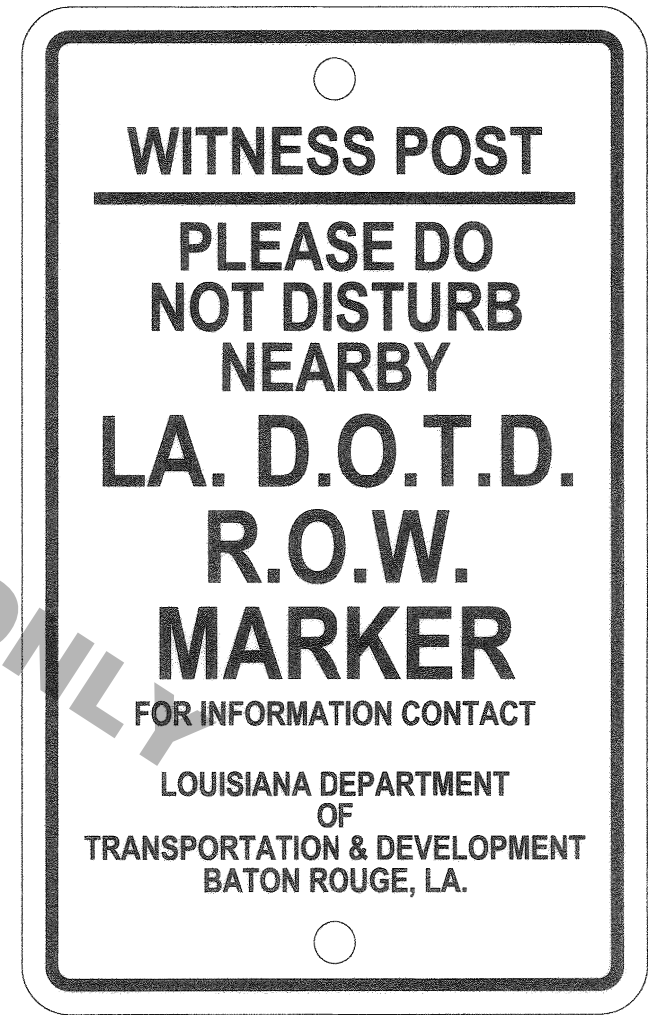 WITNESS POST
PLEASE DO
NOT DISTURB
NEARBY
LA. D.O.T.D.
R.O.W.
MARKER
FOR INFORMATION CONTACT
LOUISIANA DEPARTMENT
OF
TRANSPORTATION & DEVELOPMENT
BATON ROUGE, LA.
ONLY